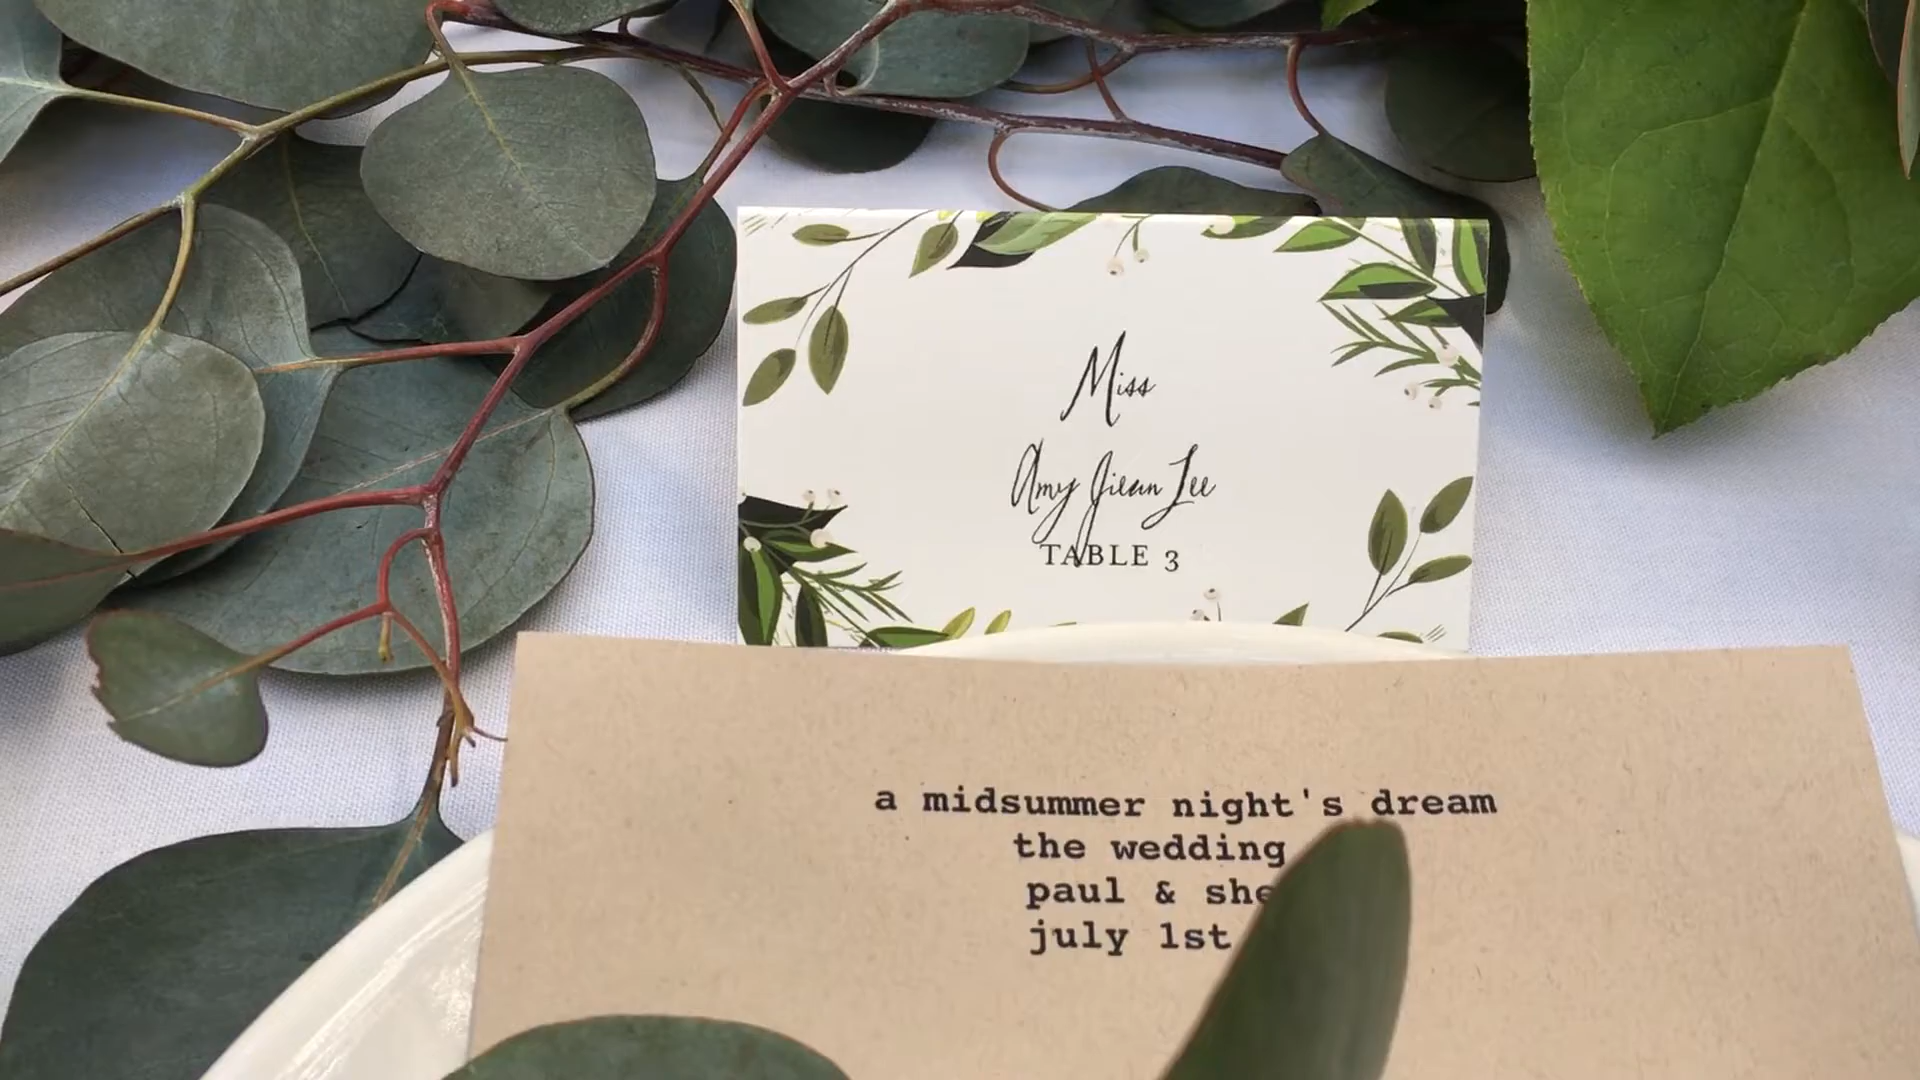 Miss
Amy Jieun Lee
TABLE 3
a midsummer night's dream
the wedding
paul & she
july 1st